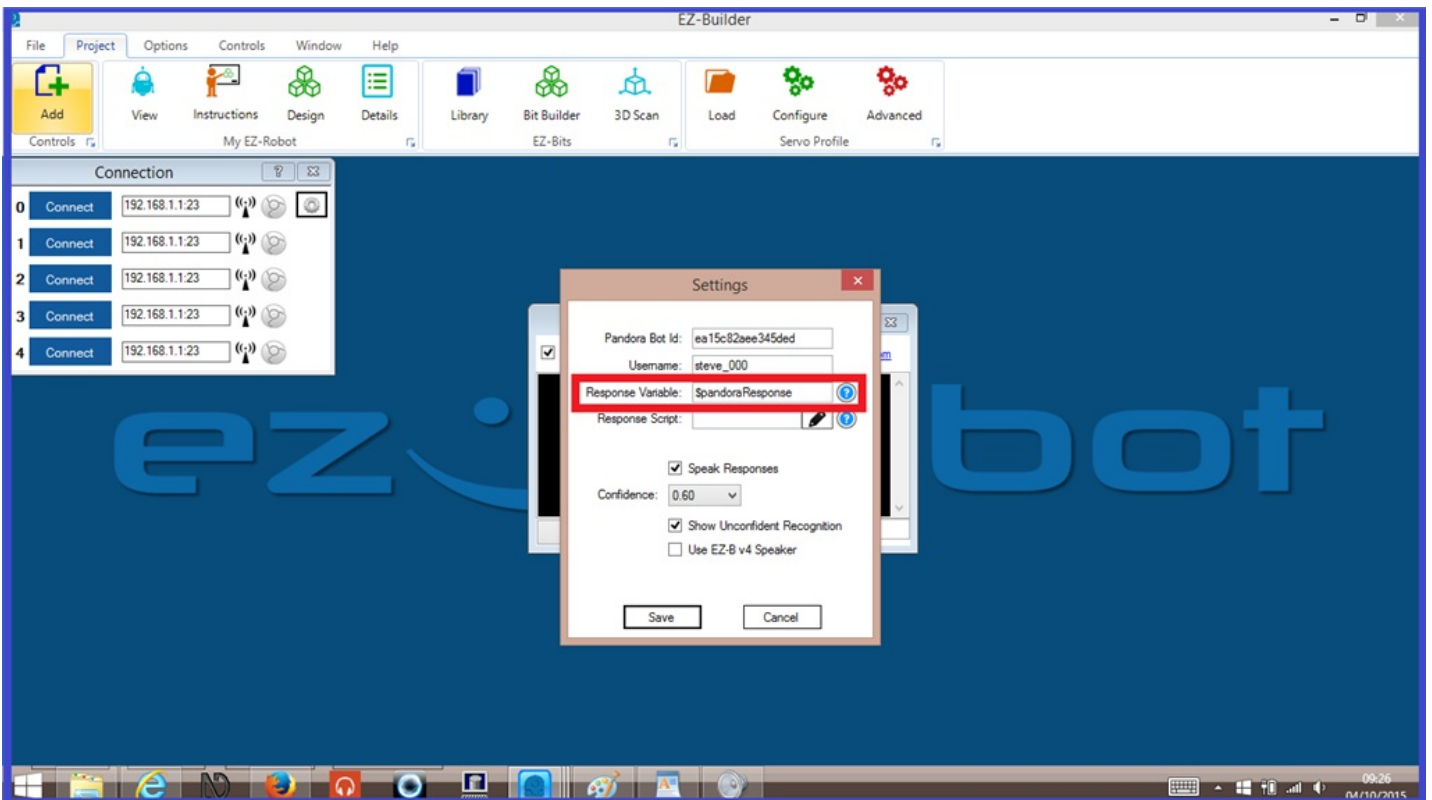 EZ-Builder
File Project Options Controls Window Help
Add View Instructions Design Details Library Bit Builder 3D Scan Load Configure Advanced
Controls My EZ-Robot EZ-Bits Servo Profile
Connection
0 Connect 192.168.1.1:23
1 Connect 192.168.1.1:23
2 Connect 192.168.1.1:23
3 Connect 192.168.1.1:23
4 Connect 192.168.1.1:23
Settings
Pandora Bot Id: ea15c82aee345ded
Username: steve_000
Response Variable: $pandoraResponse
Response Script:
Speak Responses
Confidence: 0.60
Show Unconfident Recognition
Use EZ-B v4 Speaker
Save Cancel
ez bot
09:26
04/10/2015